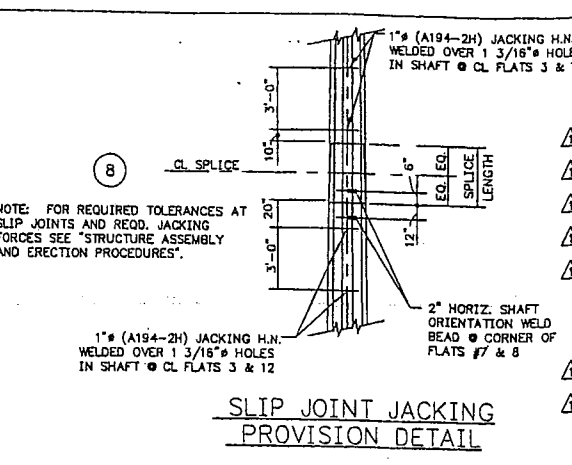 1"ø (A194-2H) JACKING H.N.
WELDED OVER 1 3/16"ø HOLE
IN SHAFT @ CL FLATS 3 &
3'-0"
10"
8
CL SPLICE
6"
EQ. EQ.
SPLICE
LENGTH
NOTE: FOR REQUIRED TOLERANCES AT
SLIP JOINTS AND REQD. JACKING
FORCES SEE "STRUCTURE ASSEMBLY
AND ERECTION PROCEDURES".
20"
12"
3'-0"
2" HORIZ. SHAFT
ORIENTATION WELD
BEAD @ CORNER OF
FLATS #7 & 8
1"ø (A194-2H) JACKING H.N.
WELDED OVER 1 3/16"ø HOLES
IN SHAFT @ CL FLATS 3 & 12
SLIP JOINT JACKING
PROVISION DETAIL